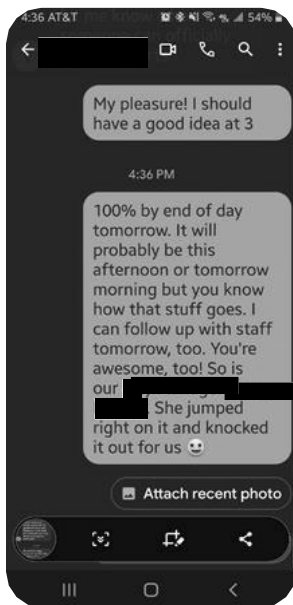 4:36 AT&T 54%
My pleasure! I should
have a good idea at 3
4:36 PM
100% by end of day
tomorrow. It will
probably be this
afternoon or tomorrow
morning but you know
how that stuff goes. I
can follow up with staff
tomorrow, too. You're
awesome, too! So is
our
. She jumped
right on it and knocked
it out for us 😀
Attach recent photo